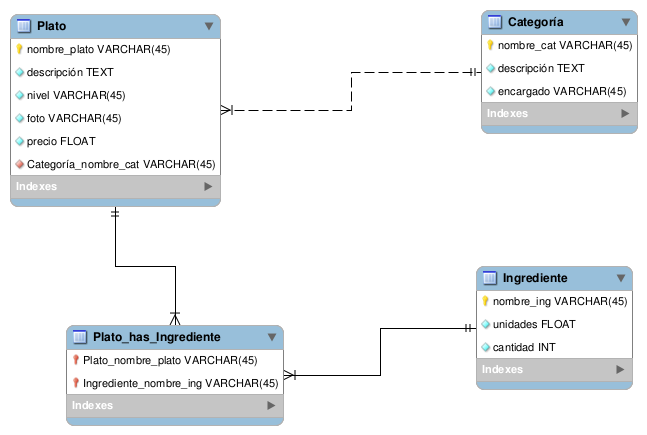 Plato
nombre_plato VARCHAR(45)
descripción TEXT
nivel VARCHAR(45)
foto VARCHAR(45)
precio FLOAT
Categoría_nombre_cat VARCHAR(45)
Indexes
Categoría
nombre_cat VARCHAR(45)
descripción TEXT
encargado VARCHAR(45)
Indexes
Plato_has_Ingrediente
Plato_nombre_plato VARCHAR(45)
Ingrediente_nombre_ing VARCHAR(45)
Indexes
Ingrediente
nombre_ing VARCHAR(45)
unidades FLOAT
cantidad INT
Indexes